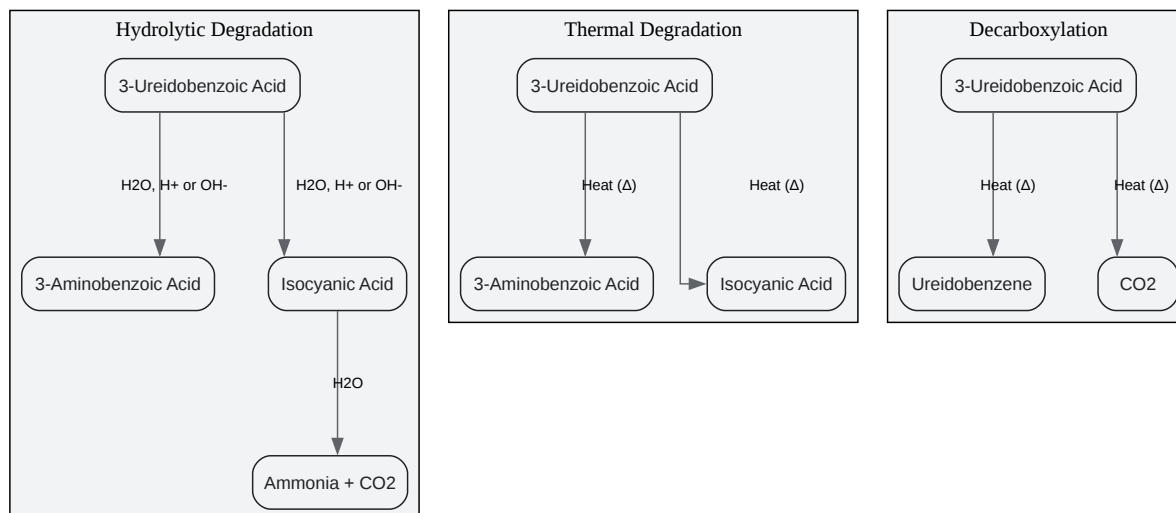 Hydrolytic Degradation
3-Ureidobenzoic Acid
H2O, H+ or OH-
H2O, H+ or OH-
3-Aminobenzoic Acid
Isocyanic Acid
H2O
Ammonia + CO2
Thermal Degradation
3-Ureidobenzoic Acid
Heat (Δ)
Heat (Δ)
3-Aminobenzoic Acid
Isocyanic Acid
Decarboxylation
3-Ureidobenzoic Acid
Heat (Δ)
Heat (Δ)
Ureidobenzene
CO2